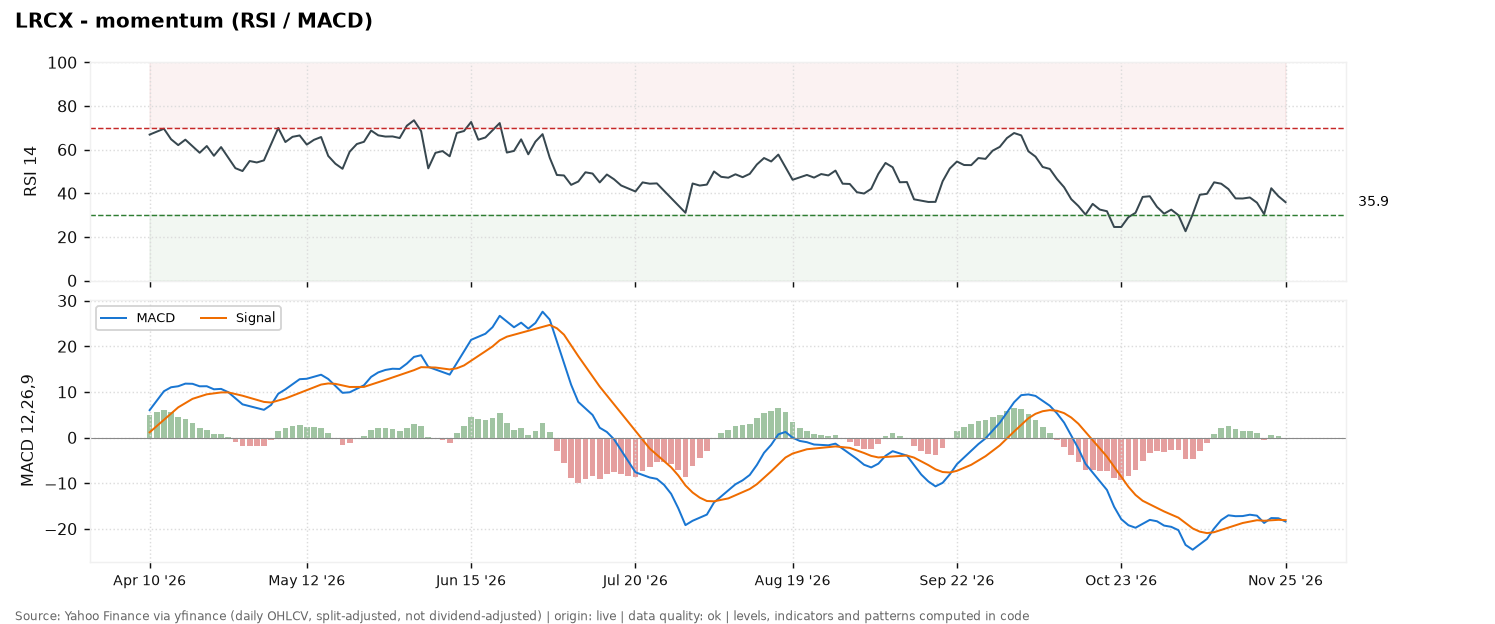 LRCX - momentum (RSI / MACD)
100
80
60
40
20
0
RSI 14
35.9
30
20
10
0
−10
−20
MACD 12,26,9
MACD Signal
Apr 10 '26 May 12 '26 Jun 15 '26 Jul 20 '26 Aug 19 '26 Sep 22 '26 Oct 23 '26 Nov 25 '26
Source: Yahoo Finance via yfinance (daily OHLCV, split-adjusted, not dividend-adjusted) | origin: live | data quality: ok | levels, indicators and patterns computed in code